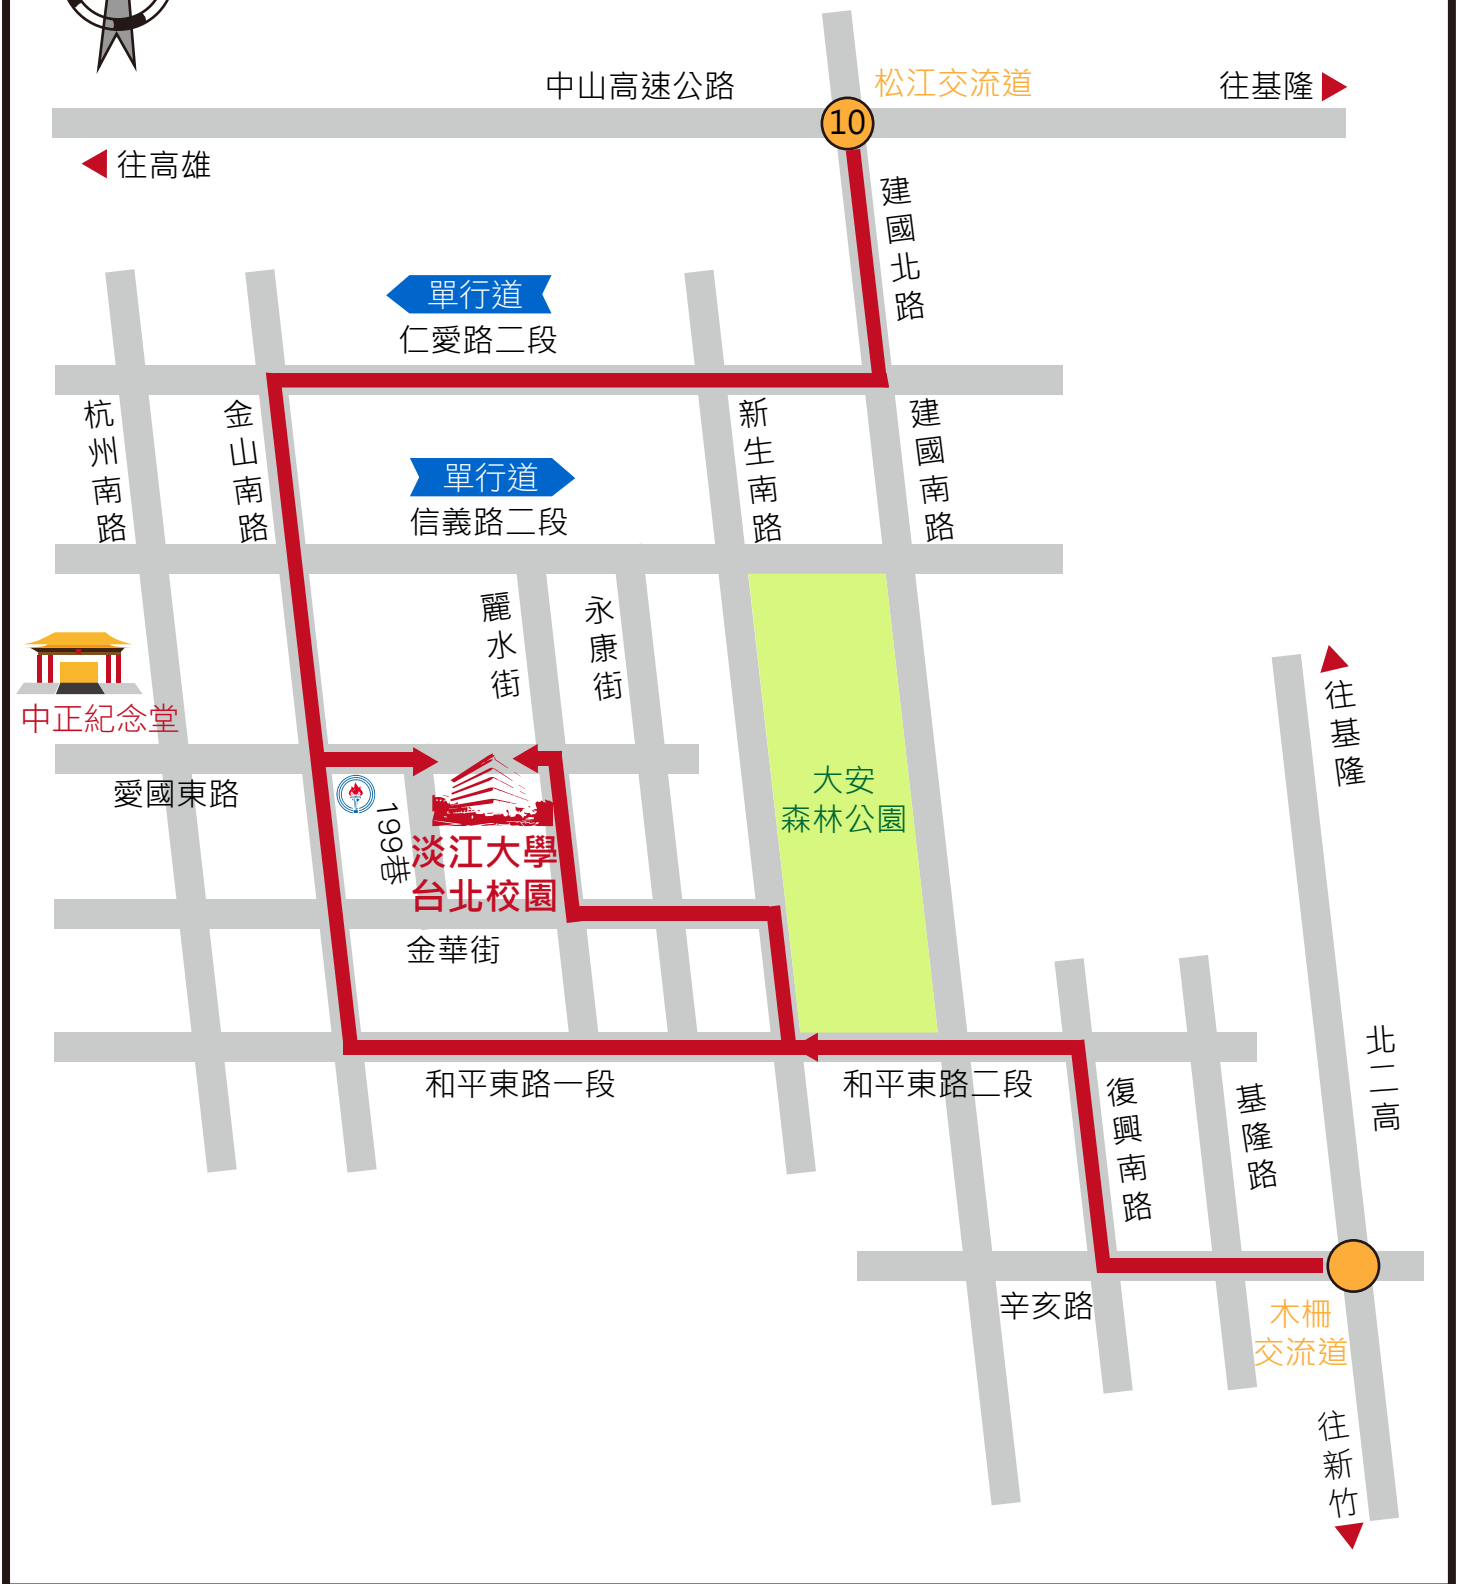 中山高速公路
松江交流道
往基隆
10
往高雄
建國北路
單行道
仁愛路二段
杭州南路
金山南路
新生南路
建國南路
單行道
信義路二段
麗水街
永康街
中正紀念堂
往基隆
愛國東路
大安
森林公園
199巷
淡江大學
台北校園
金華街
北二高
和平東路一段
和平東路二段
復興南路
基隆路
辛亥路
木柵
交流道
往新竹